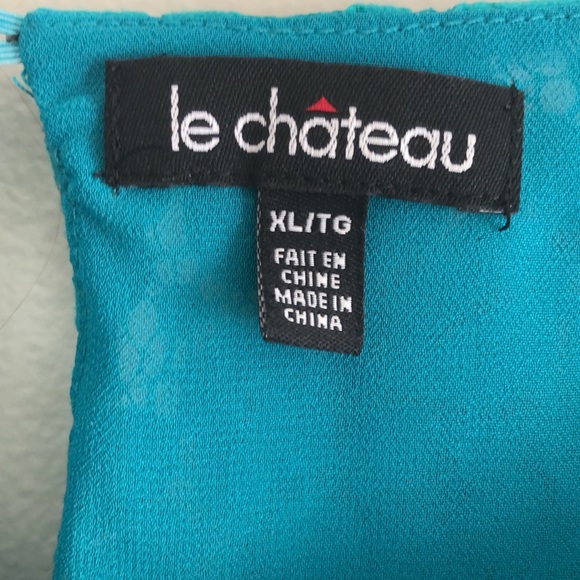 le château
XL/TG
FAIT EN
CHINE
MADE IN
CHINA